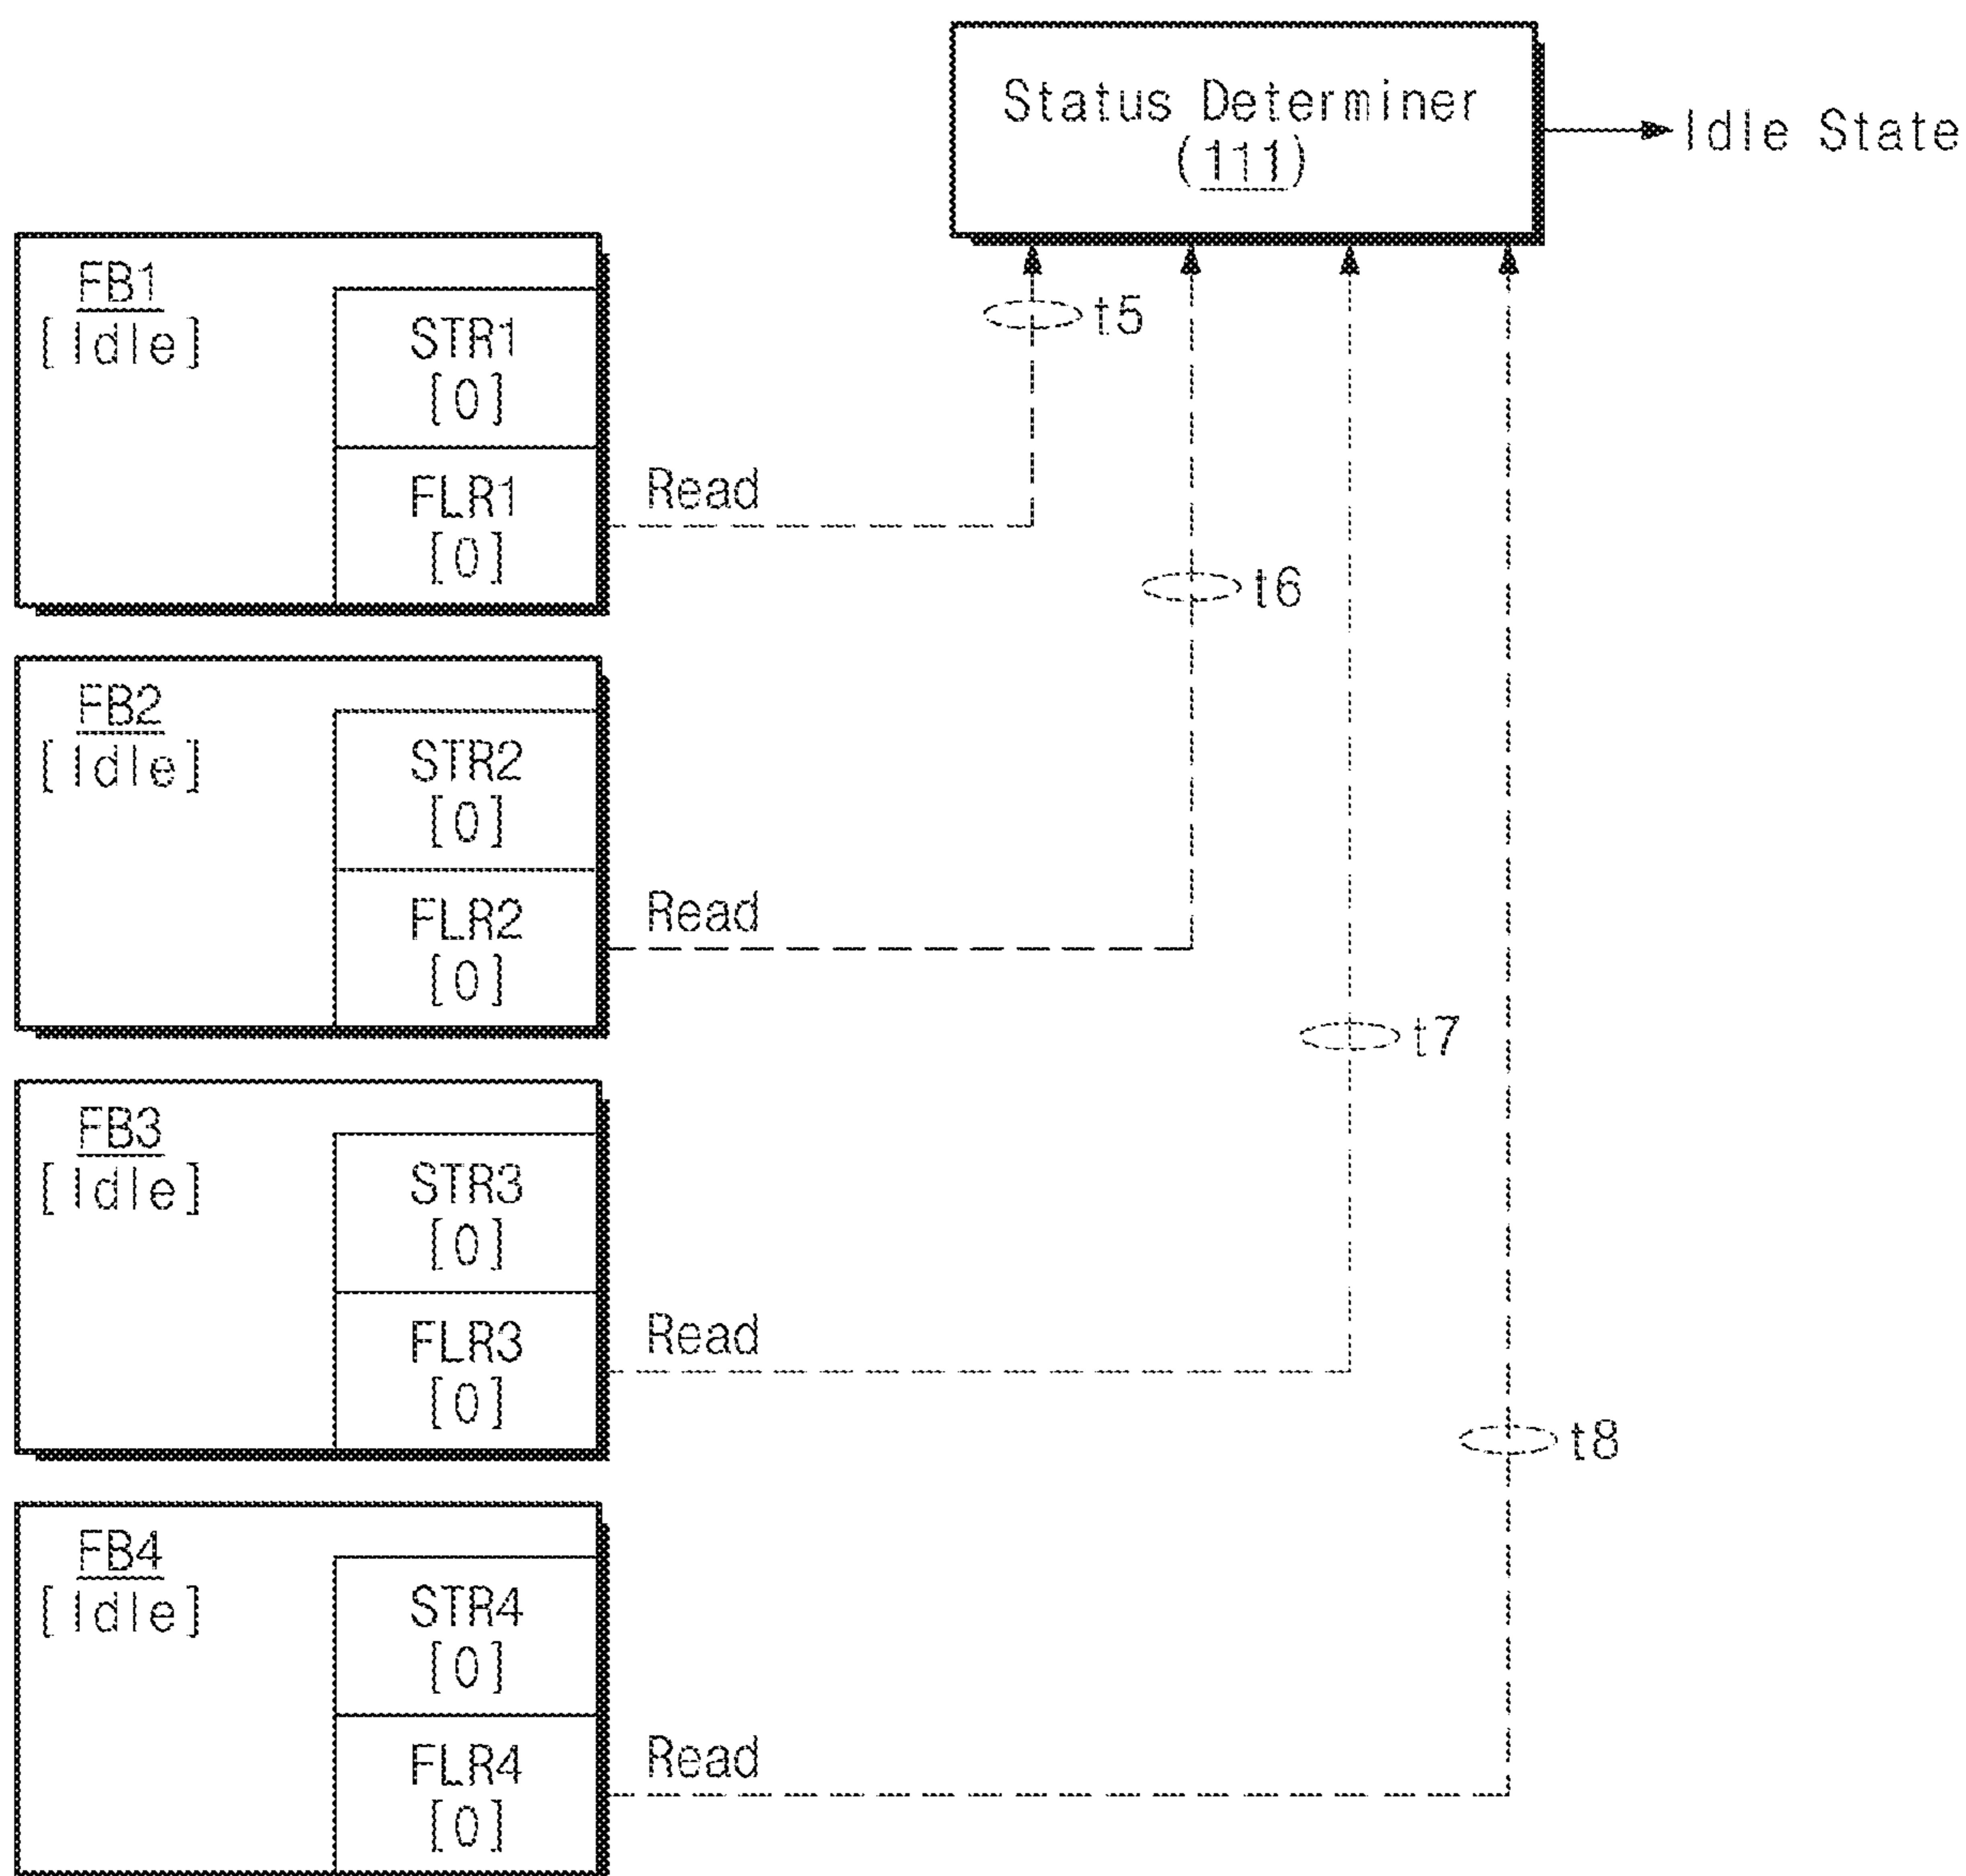 Status Determiner
(111)
Idle State
FB1
[Idle]
STR1
[0]
FLR1
[0]
Read
t5
t6
FB2
[Idle]
STR2
[0]
FLR2
[0]
Read
t7
FB3
[Idle]
STR3
[0]
FLR3
[0]
Read
t8
FB4
[Idle]
STR4
[0]
FLR4
[0]
Read